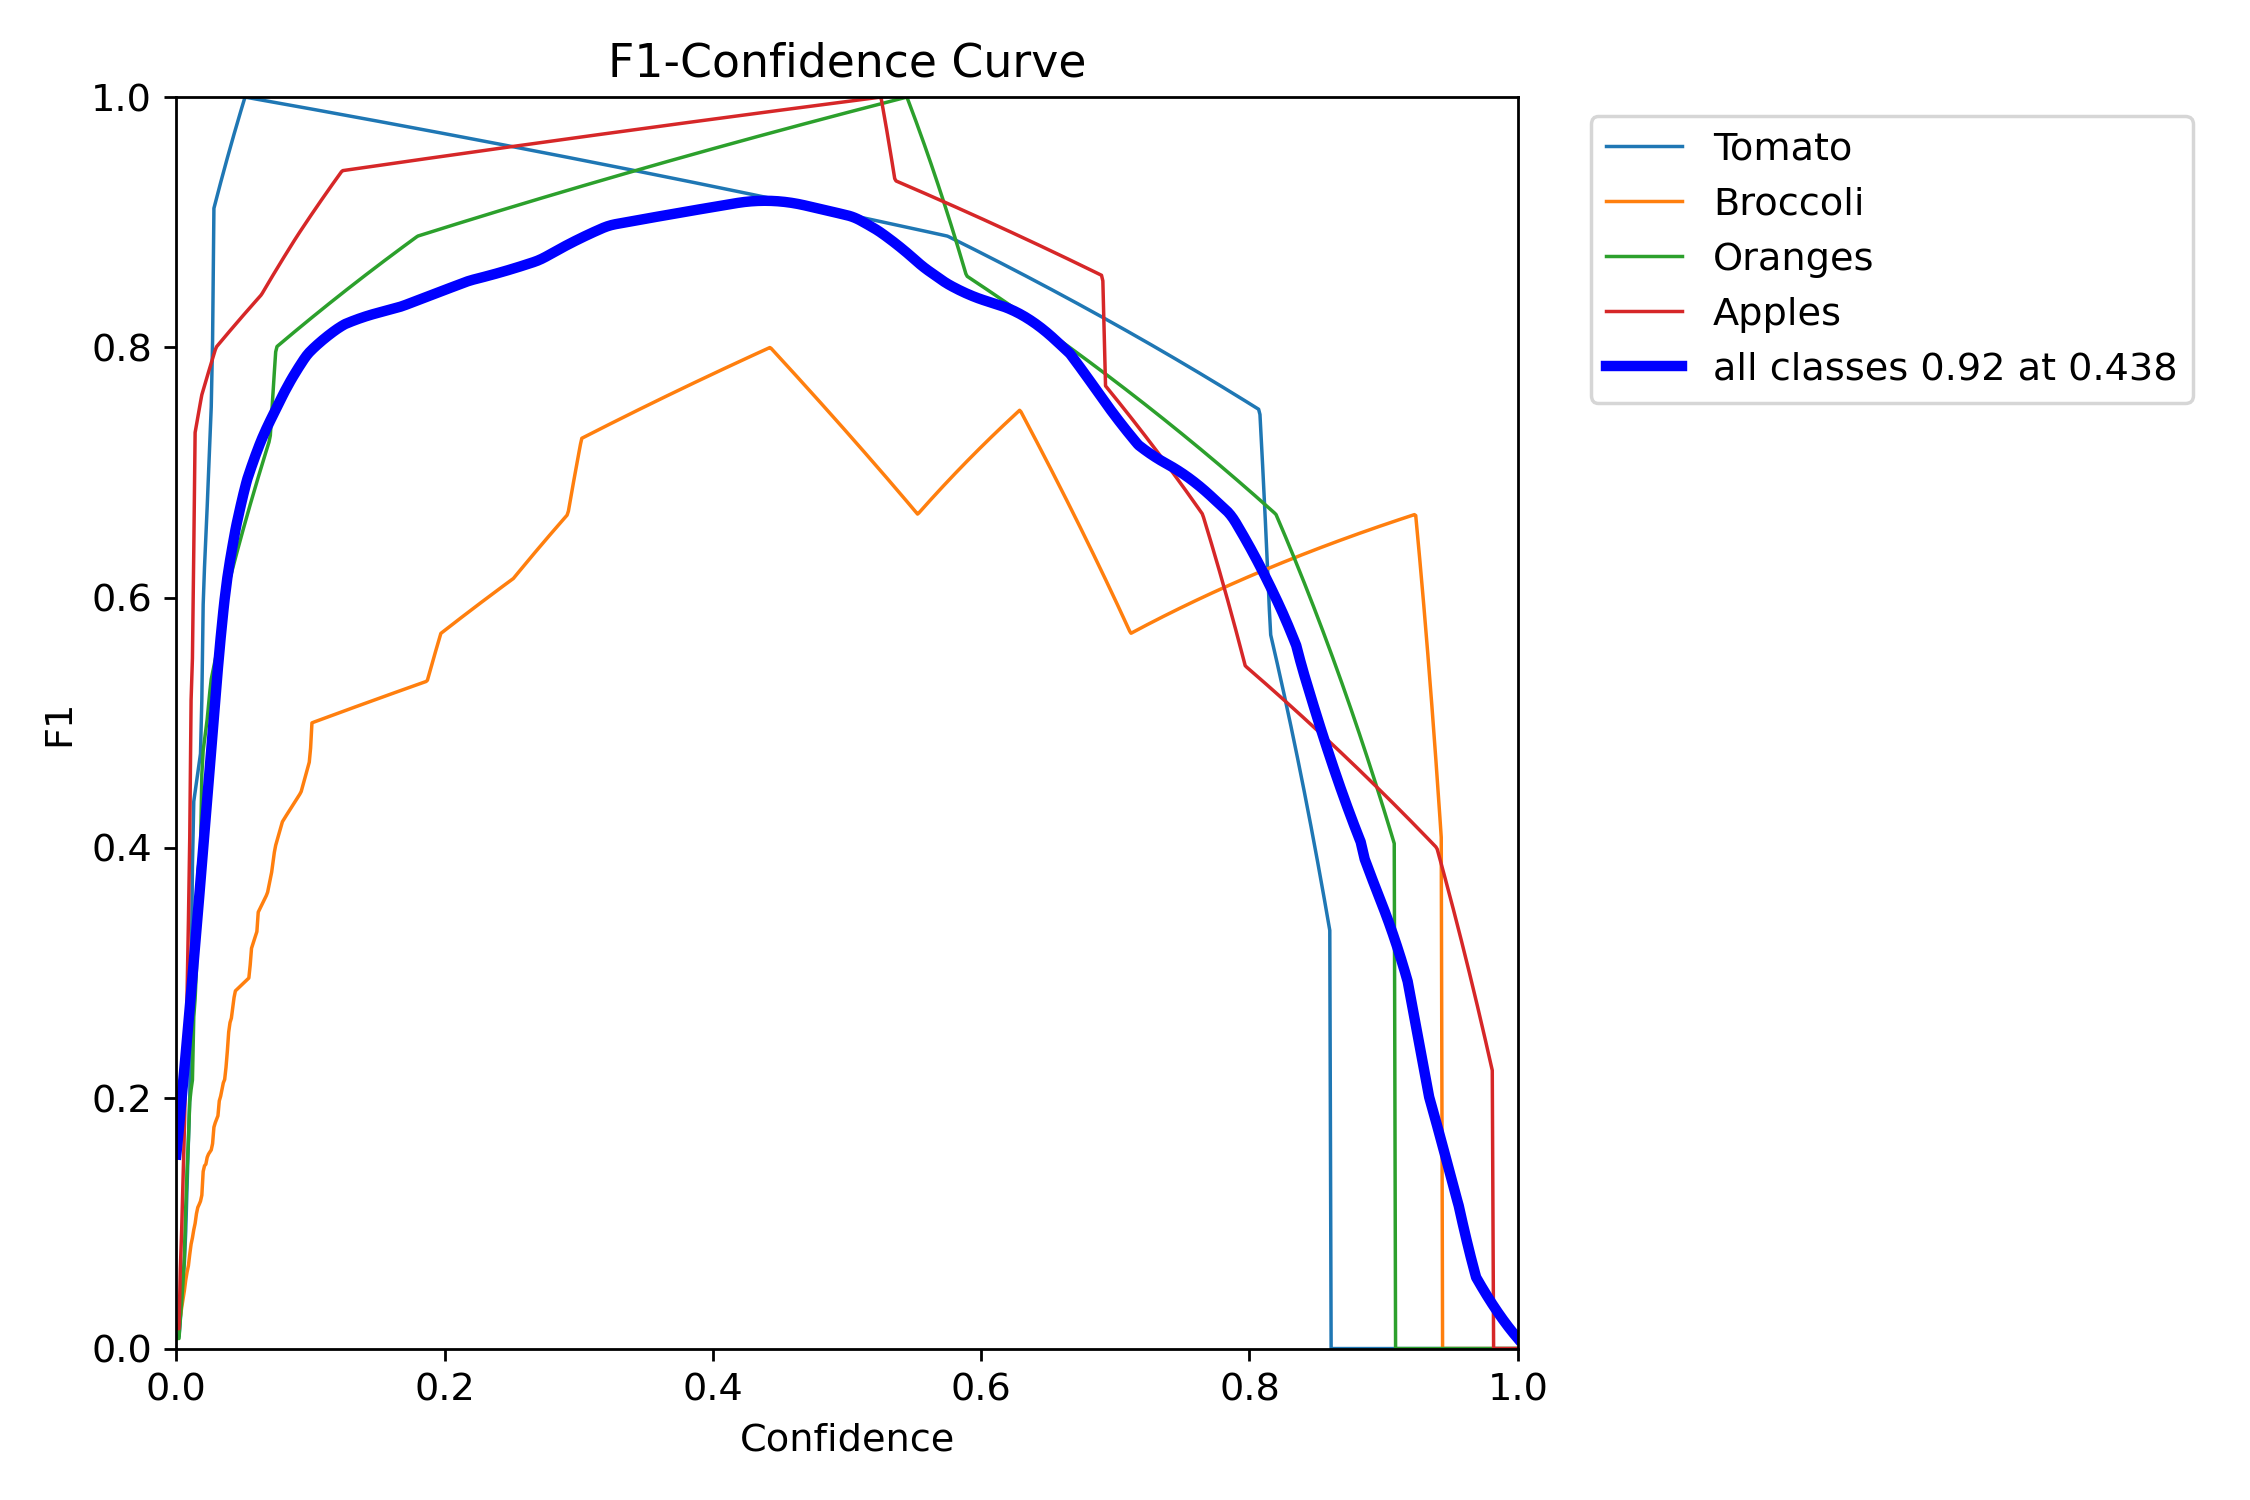 F1-Confidence Curve
1.0
0.8
0.6
0.4
0.2
0.0
F1
0.0 0.2 0.4 0.6 0.8 1.0
Confidence
Tomato
Broccoli
Oranges
Apples
all classes 0.92 at 0.438